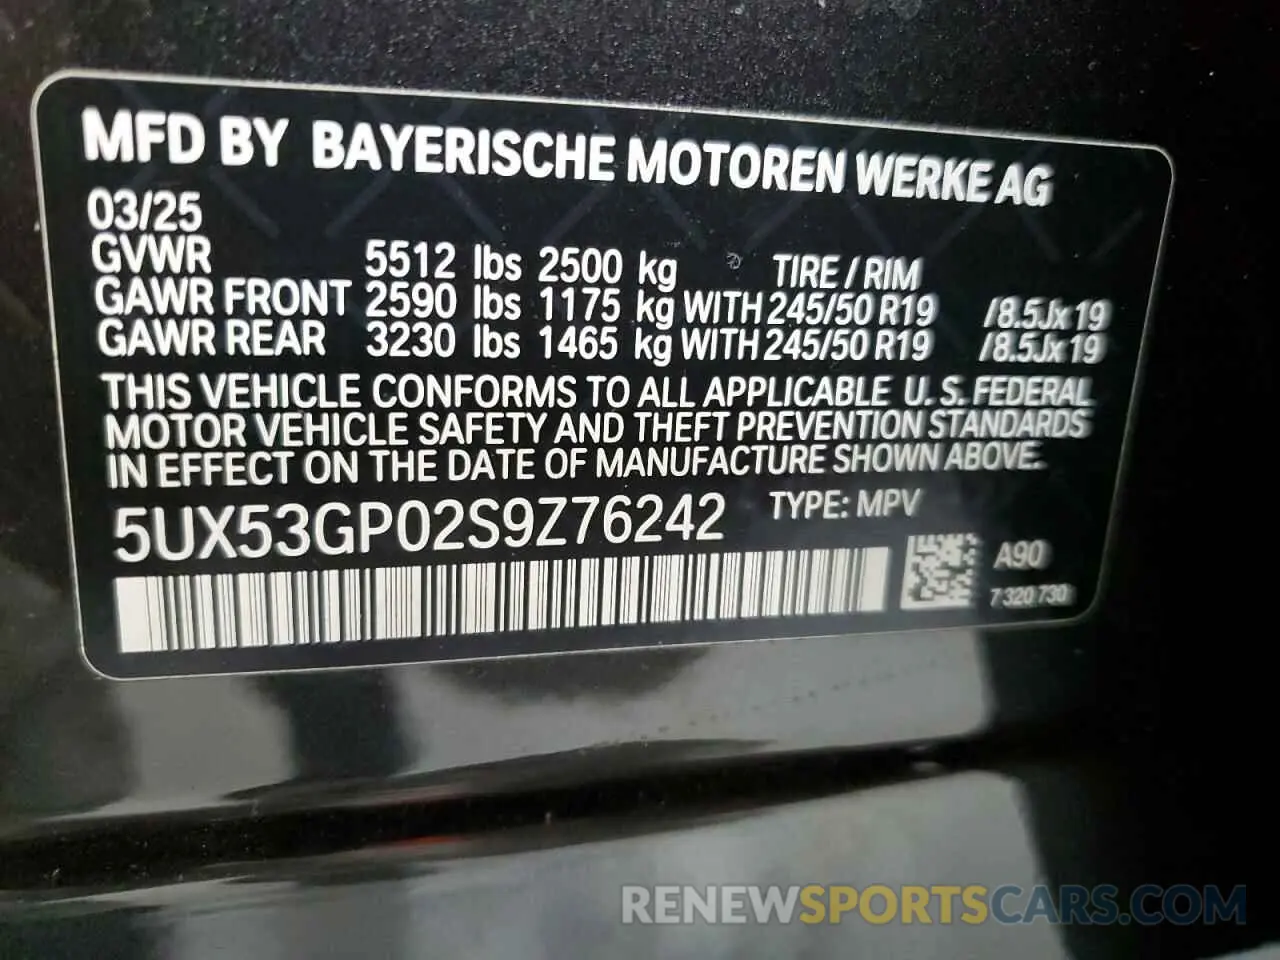 MFD BY BAYERISCHE MOTOREN WERKE AG
03/25
GVWR 5512 lbs 2500 kg TIRE / RIM
GAWR FRONT 2590 lbs 1175 kg WITH 245/50 R19 /8.5Jx19
GAWR REAR 3230 lbs 1465 kg WITH 245/50 R19 /8.5Jx19
THIS VEHICLE CONFORMS TO ALL APPLICABLE U.S. FEDERAL
MOTOR VEHICLE SAFETY AND THEFT PREVENTION STANDARDS
IN EFFECT ON THE DATE OF MANUFACTURE SHOWN ABOVE.
5UX53GP02S9Z76242 TYPE: MPV
A90
7 320 730
RENEWSPORTSCARS.COM